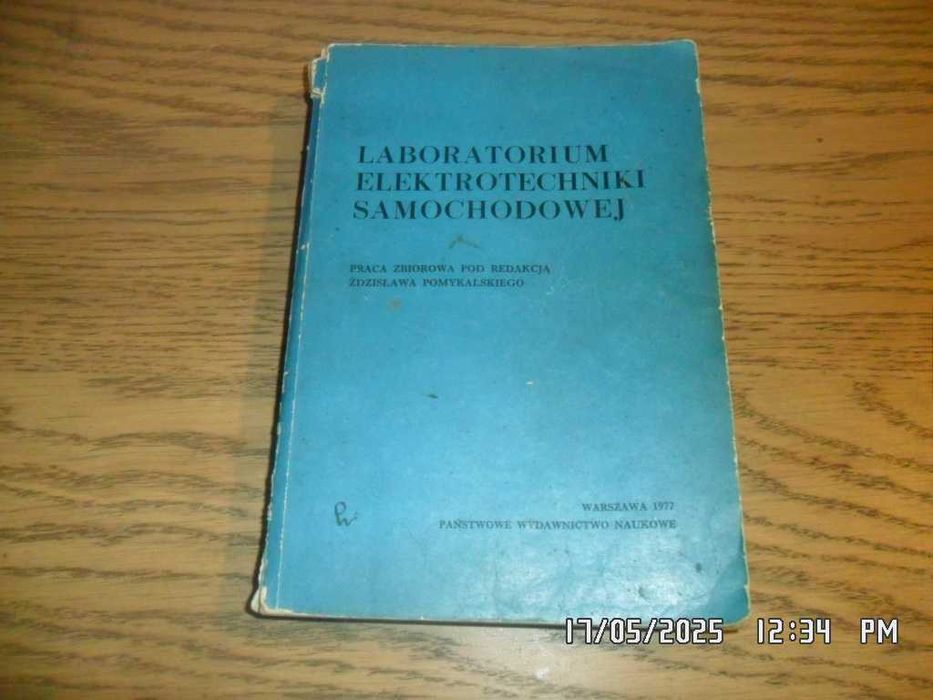 LABORATORIUM
ELEKTROTECHNIKI
SAMOCHODOWEJ
PRACA ZBIOROWA POD REDAKCJĄ
ZDZISŁAWA POMYKALSKIEGO
WARSZAWA 1977
PAŃSTWOWE WYDAWNICTWO NAUKOWE
17/05/2025 12:34 PM